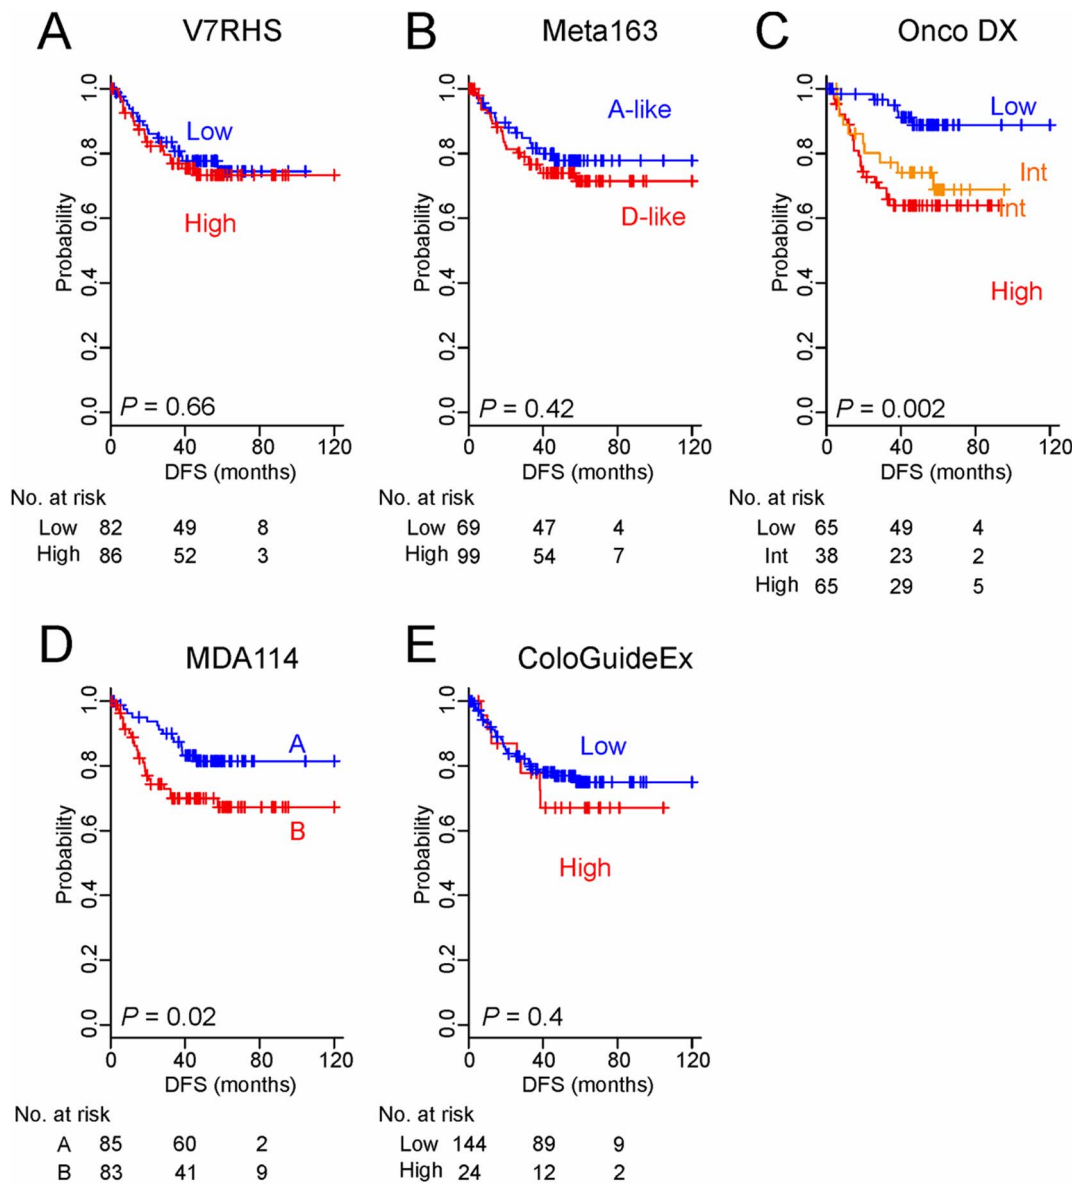 A V7RHS
1.0
0.8
0.6
0.4
0.2
0.0
Probability
Low
High
P = 0.66
0 40 80 120
DFS (months)
No. at risk
Low 82 49 8
High 86 52 3
B Meta163
1.0
0.8
0.6
0.4
0.2
0.0
Probability
A-like
D-like
P = 0.42
0 40 80 120
DFS (months)
No. at risk
Low 69 47 4
High 99 54 7
C Onco DX
1.0
0.8
0.6
0.4
0.2
0.0
Probability
Low
Int
Int
High
P = 0.002
0 40 80 120
DFS (months)
No. at risk
Low 65 49 4
Int 38 23 2
High 65 29 5
D MDA114
1.0
0.8
0.6
0.4
0.2
0.0
Probability
A
B
P = 0.02
0 40 80 120
DFS (months)
No. at risk
A 85 60 2
B 83 41 9
E ColoGuideEx
1.0
0.8
0.6
0.4
0.2
0.0
Probability
Low
High
P = 0.4
0 40 80 120
DFS (months)
No. at risk
Low 144 89 9
High 24 12 2